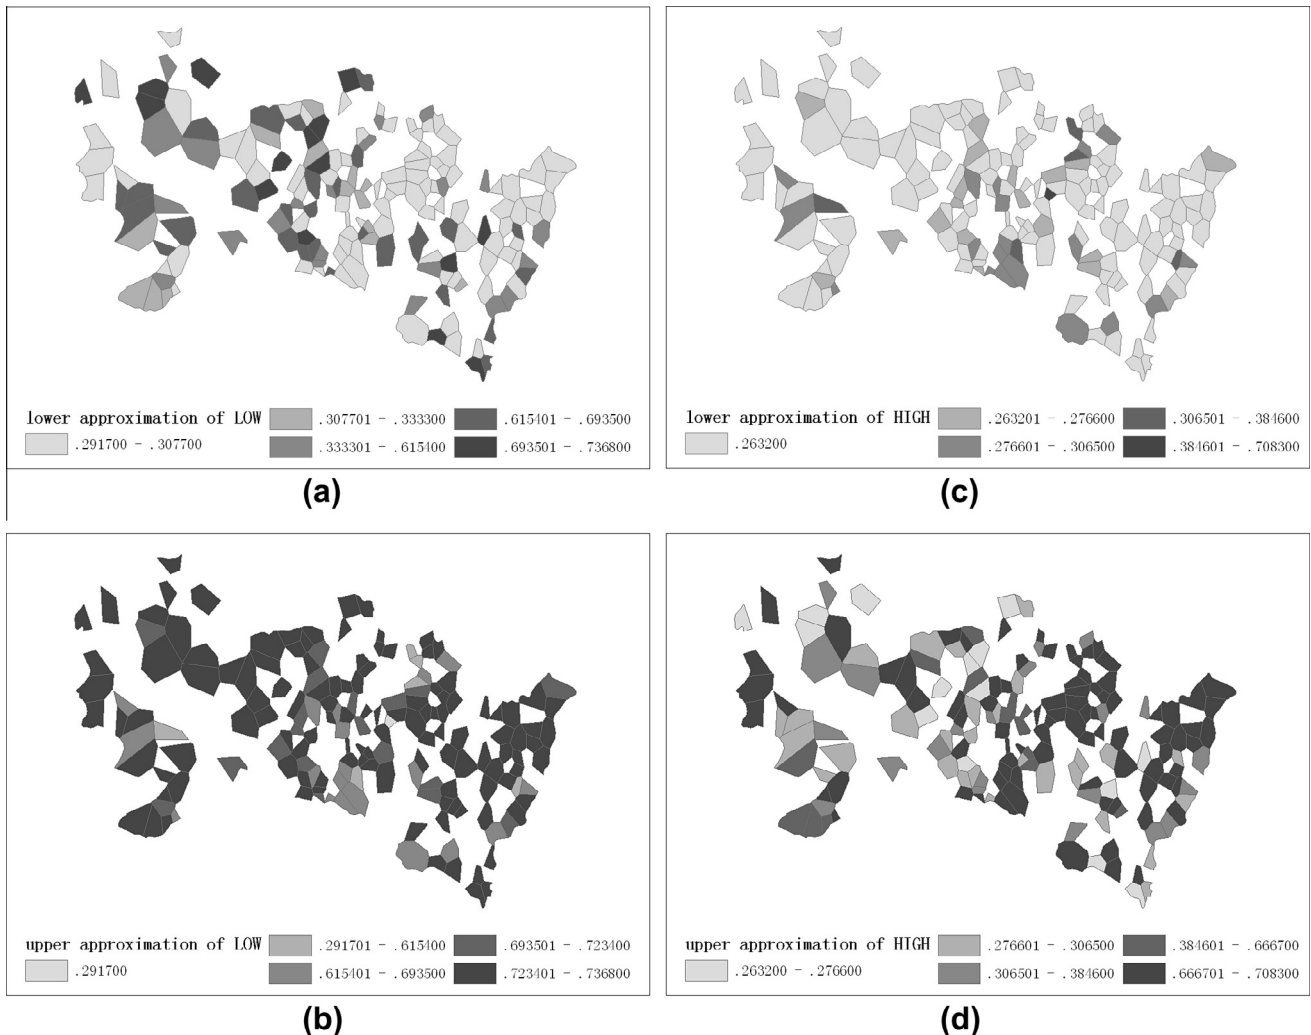 lower approximation of LOW
.291700 - .307700
.307701 - .333300
.333301 - .615400
.615401 - .693500
.693501 - .736800
(a)
lower approximation of HIGH
.263200
.263201 - .276600
.276601 - .306500
.306501 - .384600
.384601 - .708300
(c)
upper approximation of LOW
.291700
.291701 - .615400
.615401 - .693500
.693501 - .723400
.723401 - .736800
(b)
upper approximation of HIGH
.263200 - .276600
.276601 - .306500
.306501 - .384600
.384601 - .666700
.666701 - .708300
(d)